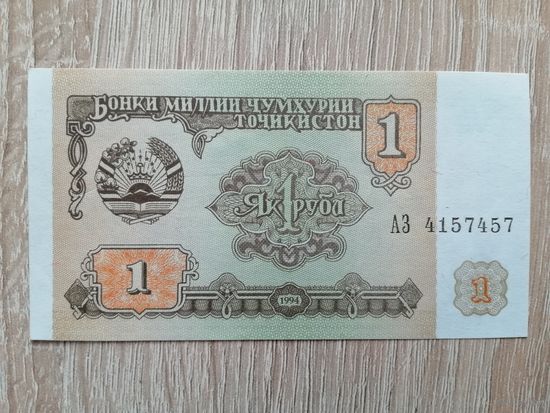 Бонки миллии Ҷумҳурии
Тоҷикистон
1
Як 1 рубл
АЗ 4157457
1
1994
1